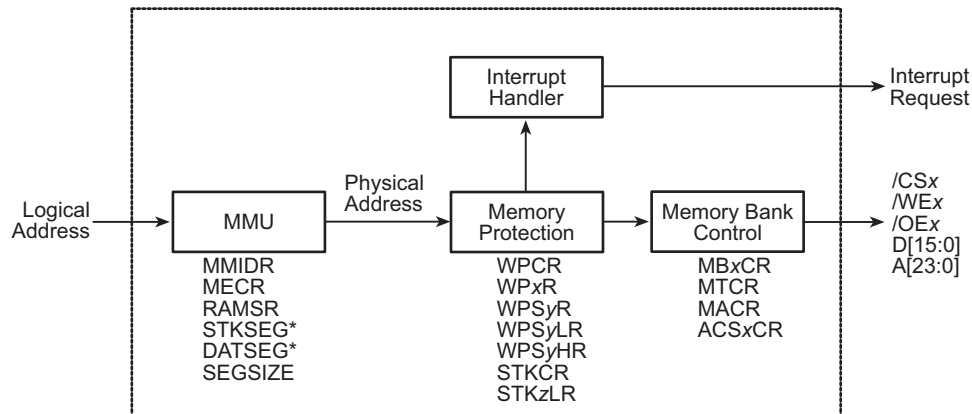 Interrupt
Handler
Interrupt
Request
Logical
Address
MMU
Physical
Address
Memory
Protection
Memory Bank
Control
/CSx
/WEx
/OEx
D[15:0]
A[23:0]
MMIDR
MECR
RAMSR
STKSEG*
DATSEG*
SEGSIZE
WPCR
WPxR
WPSyR
WPSyLR
WPSyHR
STKCR
STKzLR
MBxCR
MTCR
MACR
ACSxCR